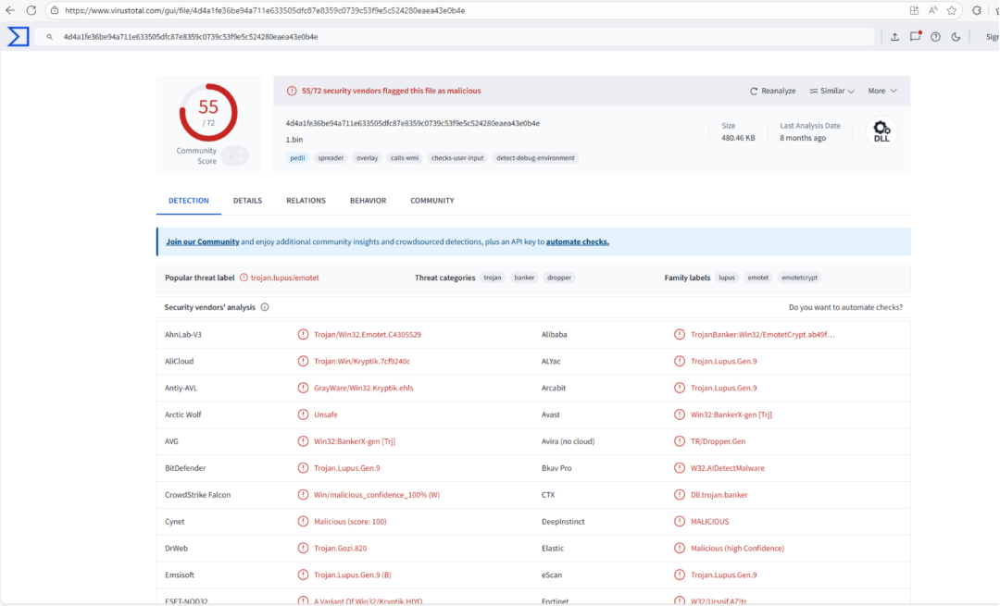 https://www.virustotal.com/gui/file/4d4a1fe36be94a711e633505dfc87e8359c0739c53f9e5c524280eaea43e0b4e
4d4a1fe36be94a711e633505dfc87e8359c0739c53f9e5c524280eaea43e0b4e
Sign
55
/ 72
Community
Score
55/72 security vendors flagged this file as malicious
Reanalyze
Similar
More
4d4a1fe36be94a711e633505dfc87e8359c0739c53f9e5c524280eaea43e0b4e
1.bin
pedll spreader overlay calls-wmi checks-user-input detect-debug-environment
Size
480.46 KB
Last Analysis Date
8 months ago
DLL
DETECTION DETAILS RELATIONS BEHAVIOR COMMUNITY
Join our Community and enjoy additional community insights and crowdsourced detections, plus an API key to automate checks.
Popular threat label trojan.lupus/emotet Threat categories trojan banker dropper Family labels lupus emotet emotetcrypt
Security vendors' analysis Do you want to automate checks?
AhnLab-V3 Trojan/Win32.Emotet.C4305529 Alibaba TrojanBanker:Win32/EmotetCrypt.ab49f...
AliCloud Trojan:Win/Kryptik.7cf9240c ALYac Trojan.Lupus.Gen.9
Antiy-AVL GrayWare/Win32.Kryptik.ehls Arcabit Trojan.Lupus.Gen.9
Arctic Wolf Unsafe Avast Win32:BankerX-gen [Trj]
AVG Win32:BankerX-gen [Trj] Avira (no cloud) TR/Dropper.Gen
BitDefender Trojan.Lupus.Gen.9 Bkav Pro W32.AIDetectMalware
CrowdStrike Falcon Win/malicious_confidence_100% (W) CTX Dll.trojan.banker
Cynet Malicious (score: 100) DeepInstinct MALICIOUS
DrWeb Trojan.Gozi.820 Elastic Malicious (high Confidence)
Emsisoft Trojan.Lupus.Gen.9 (B) eScan Trojan.Lupus.Gen.9
ESET-NOD32 A Variant Of Win32/Kryptik.HIYO Fortinet W32/Ursnif.AZ!tr